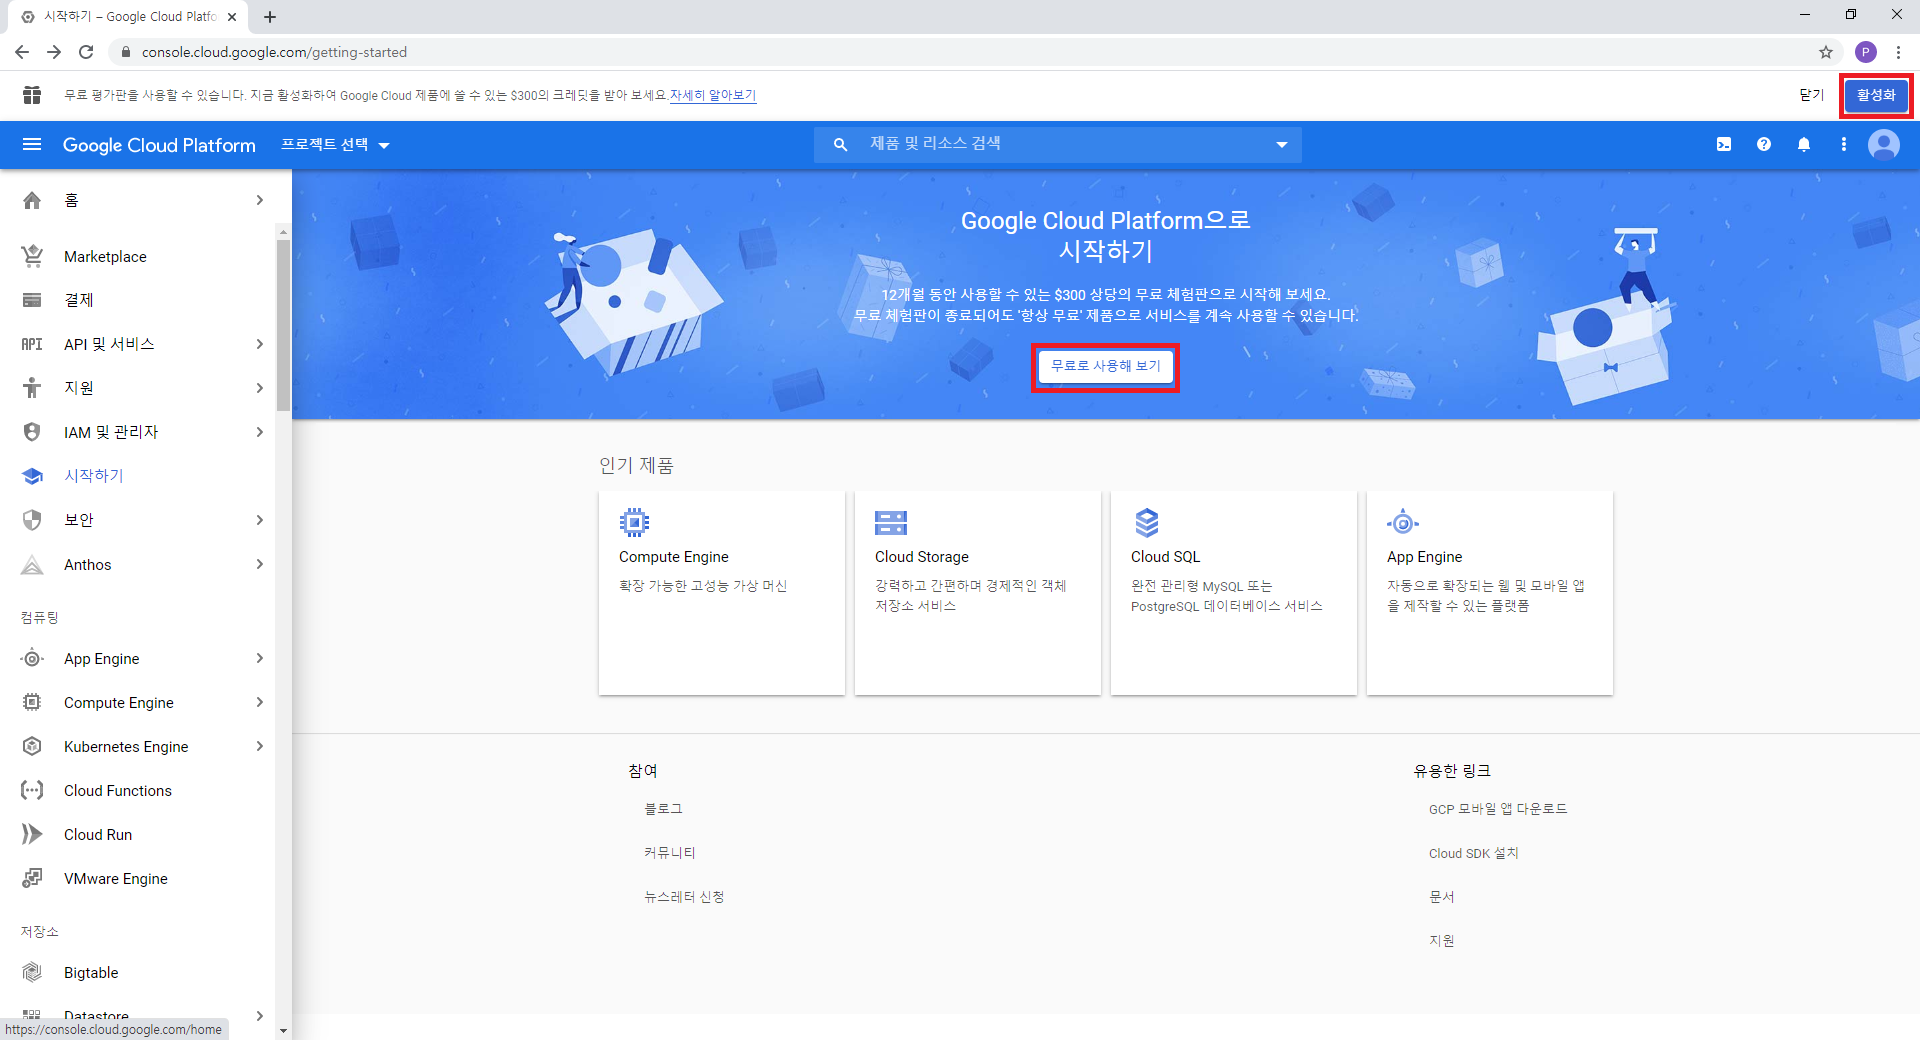 시작하기 – Google Cloud Platfo
console.cloud.google.com/getting-started
P
무료 평가판을 사용할 수 있습니다. 지금 활성화하여 Google Cloud 제품에 쓸 수 있는 $300의 크레딧을 받아 보세요.자세히 알아보기
닫기
활성화
Google Cloud Platform
프로젝트 선택
제품 및 리소스 검색
홈
Marketplace
결제
API
API 및 서비스
지원
IAM 및 관리자
시작하기
보안
Anthos
컴퓨팅
App Engine
Compute Engine
Kubernetes Engine
Cloud Functions
Cloud Run
VMware Engine
저장소
Bigtable
Datastore
https://console.cloud.google.com/home
Google Cloud Platform으로
시작하기
12개월 동안 사용할 수 있는 $300 상당의 무료 체험판으로 시작해 보세요.
무료 체험판이 종료되어도 '항상 무료' 제품으로 서비스를 계속 사용할 수 있습니다.
무료로 사용해 보기
인기 제품
Compute Engine
확장 가능한 고성능 가상 머신
Cloud Storage
강력하고 간편하며 경제적인 객체
저장소 서비스
Cloud SQL
완전 관리형 MySQL 또는
PostgreSQL 데이터베이스 서비스
App Engine
자동으로 확장되는 웹 및 모바일 앱
을 제작할 수 있는 플랫폼
참여
블로그
커뮤니티
뉴스레터 신청
유용한 링크
GCP 모바일 앱 다운로드
Cloud SDK 설치
문서
지원